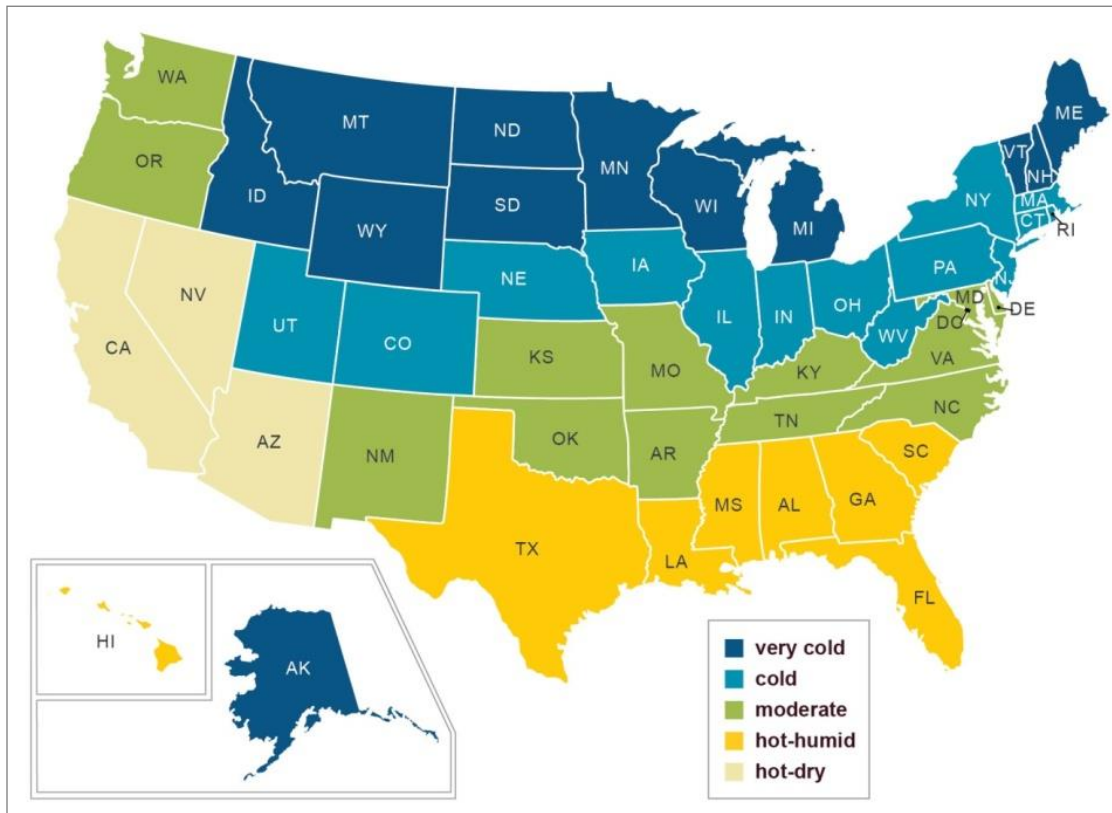 WA
MT
ND
MN
ME
VT
NH
OR
ID
SD
WI
MI
NY
MA
CT
RI
WY
NE
IA
PA
NJ
NV
UT
CO
IL
IN
OH
WV
MD
DE
DC
VA
CA
KS
MO
KY
AZ
NM
OK
AR
TN
NC
SC
MS
AL
GA
TX
LA
FL
HI
AK
very cold
cold
moderate
hot-humid
hot-dry